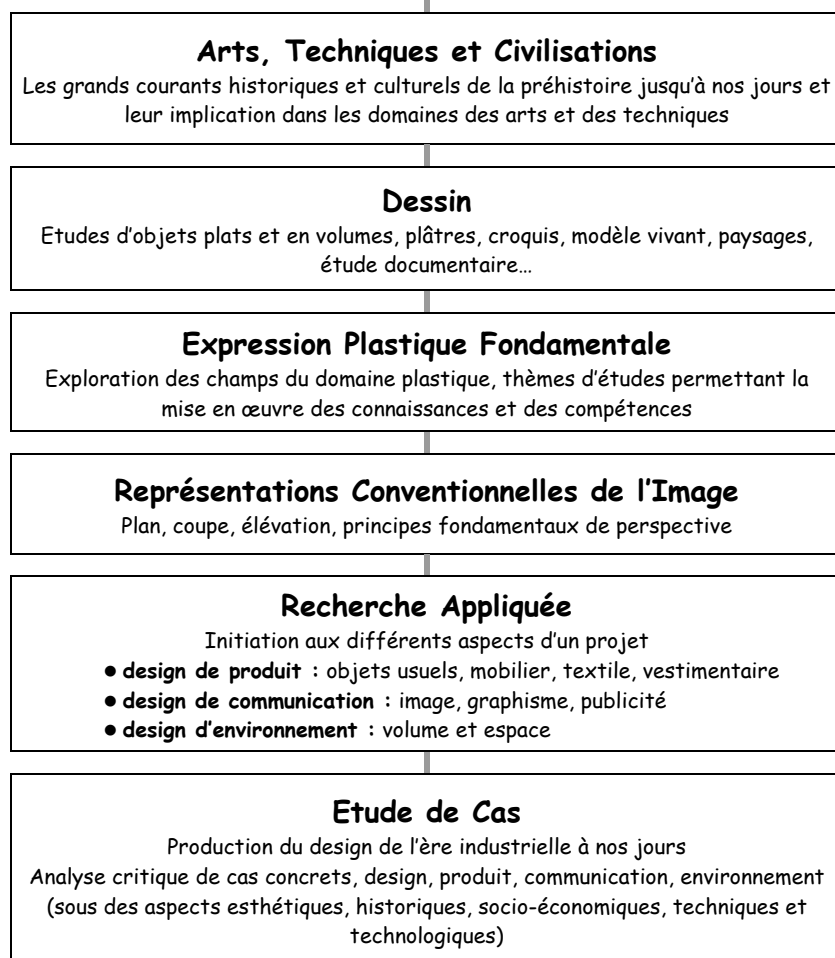 Arts, Techniques et Civilisations
Les grands courants historiques et culturels de la préhistoire jusqu'à nos jours et
leur implication dans les domaines des arts et des techniques
Dessin
Etudes d'objets plats et en volumes, plâtres, croquis, modèle vivant, paysages,
étude documentaire…
Expression Plastique Fondamentale
Exploration des champs du domaine plastique, thèmes d'études permettant la
mise en œuvre des connaissances et des compétences
Représentations Conventionnelles de l'Image
Plan, coupe, élévation, principes fondamentaux de perspective
Recherche Appliquée
Initiation aux différents aspects d'un projet
• design de produit : objets usuels, mobilier, textile, vestimentaire
• design de communication : image, graphisme, publicité
• design d'environnement : volume et espace
Etude de Cas
Production du design de l'ère industrielle à nos jours
Analyse critique de cas concrets, design, produit, communication, environnement
(sous des aspects esthétiques, historiques, socio-économiques, techniques et
technologiques)